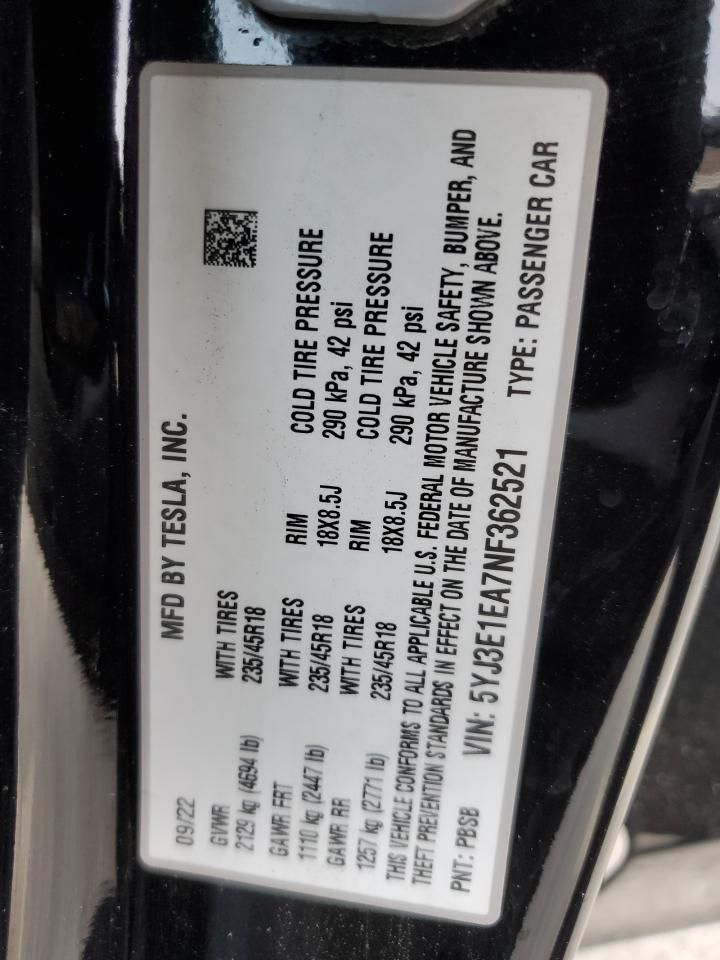 MFD BY TESLA, INC.
09/22
GVWR WITH TIRES
2129 kg (4694 lb) 235/45R18
GAWR FRT WITH TIRES RIM COLD TIRE PRESSURE
1110 kg (2447 lb) 235/45R18 18X8.5J 290 kPa, 42 psi
GAWR RR WITH TIRES RIM COLD TIRE PRESSURE
1257 kg (2771 lb) 235/45R18 18X8.5J 290 kPa, 42 psi
THIS VEHICLE CONFORMS TO ALL APPLICABLE U.S. FEDERAL MOTOR VEHICLE SAFETY, BUMPER, AND
THEFT PREVENTION STANDARDS IN EFFECT ON THE DATE OF MANUFACTURE SHOWN ABOVE.
PNT: PBSB VIN: 5YJ3E1EA7NF362521 TYPE: PASSENGER CAR